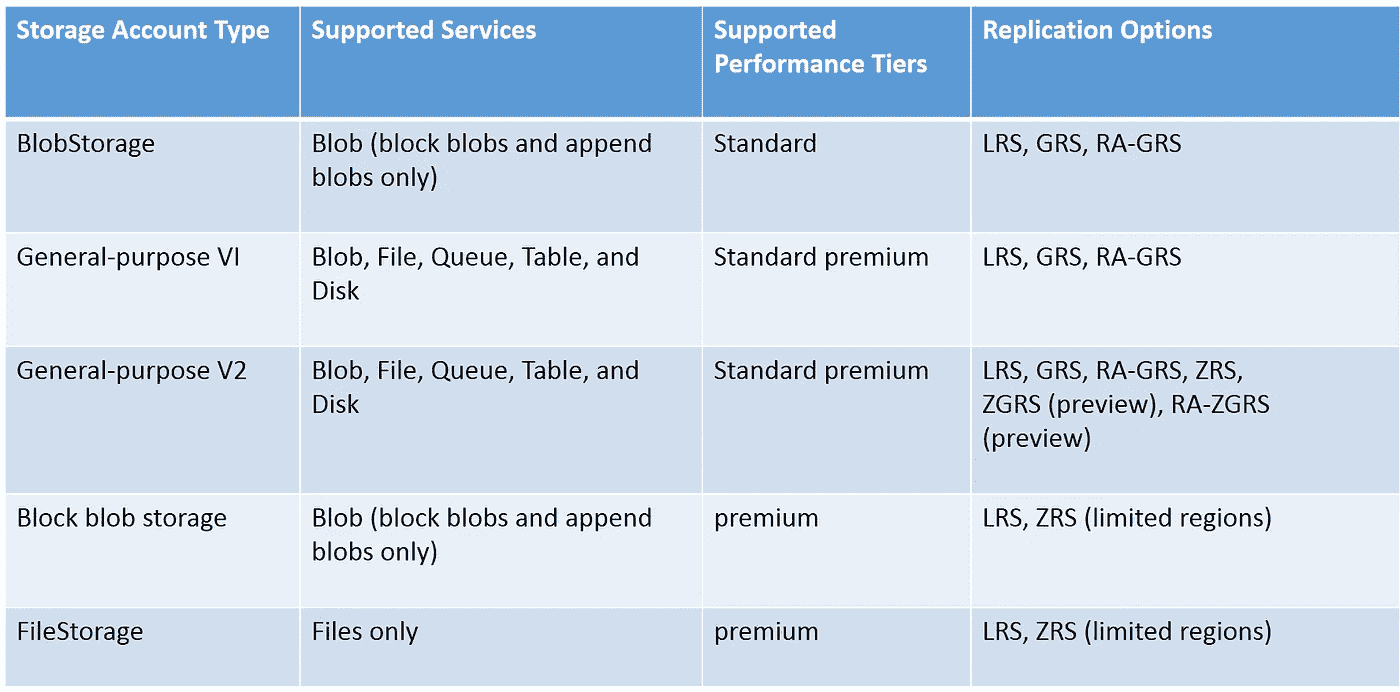 Storage Account Type
Supported Services
Supported
Performance Tiers
Replication Options
BlobStorage
Blob (block blobs and append
blobs only)
Standard
LRS, GRS, RA-GRS
General-purpose VI
Blob, File, Queue, Table, and
Disk
Standard premium
LRS, GRS, RA-GRS
General-purpose V2
Blob, File, Queue, Table, and
Disk
Standard premium
LRS, GRS, RA-GRS, ZRS,
ZGRS (preview), RA-ZGRS
(preview)
Block blob storage
Blob (block blobs and append
blobs only)
premium
LRS, ZRS (limited regions)
FileStorage
Files only
premium
LRS, ZRS (limited regions)